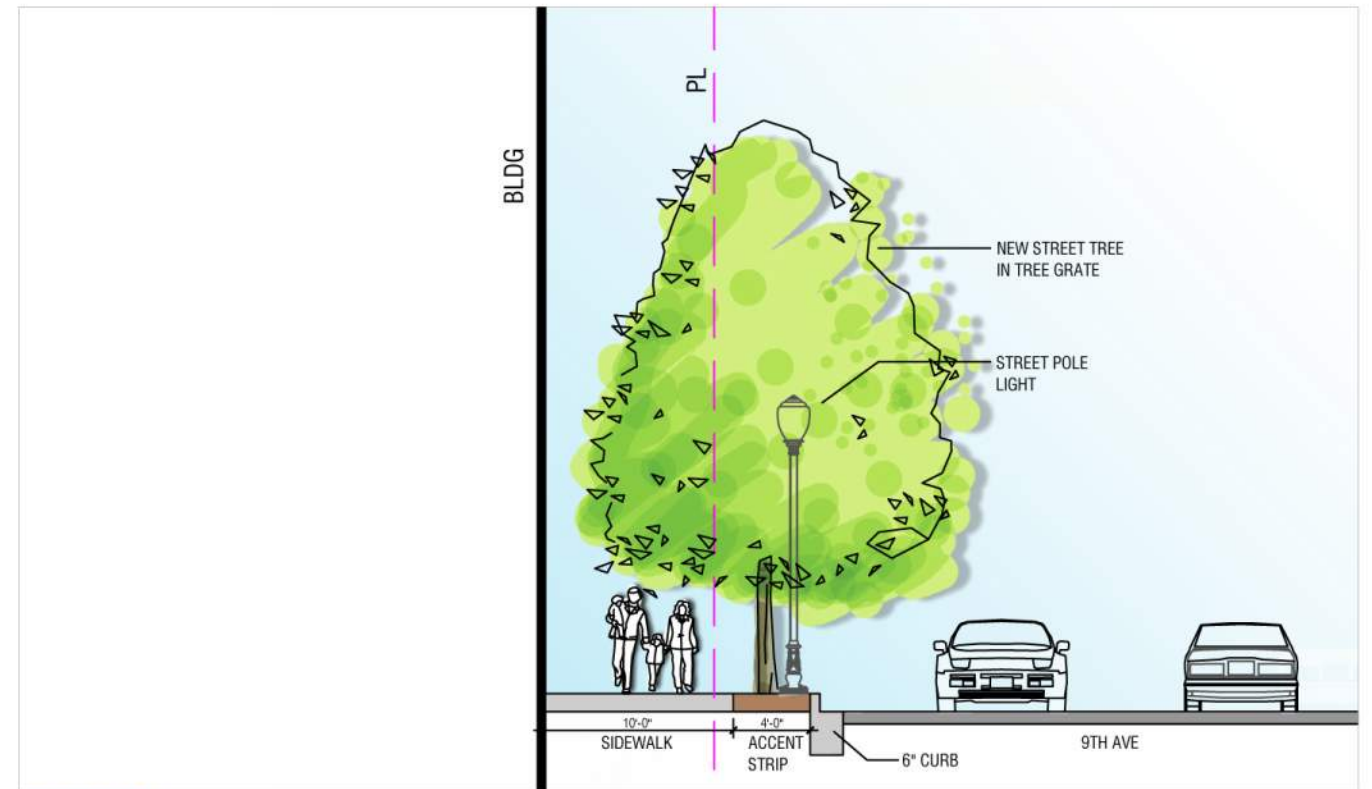 PL
BLDG
NEW STREET TREE
IN TREE GRATE
STREET POLE
LIGHT
10'-0"
4'-0"
SIDEWALK
ACCENT
STRIP
9TH AVE
6" CURB